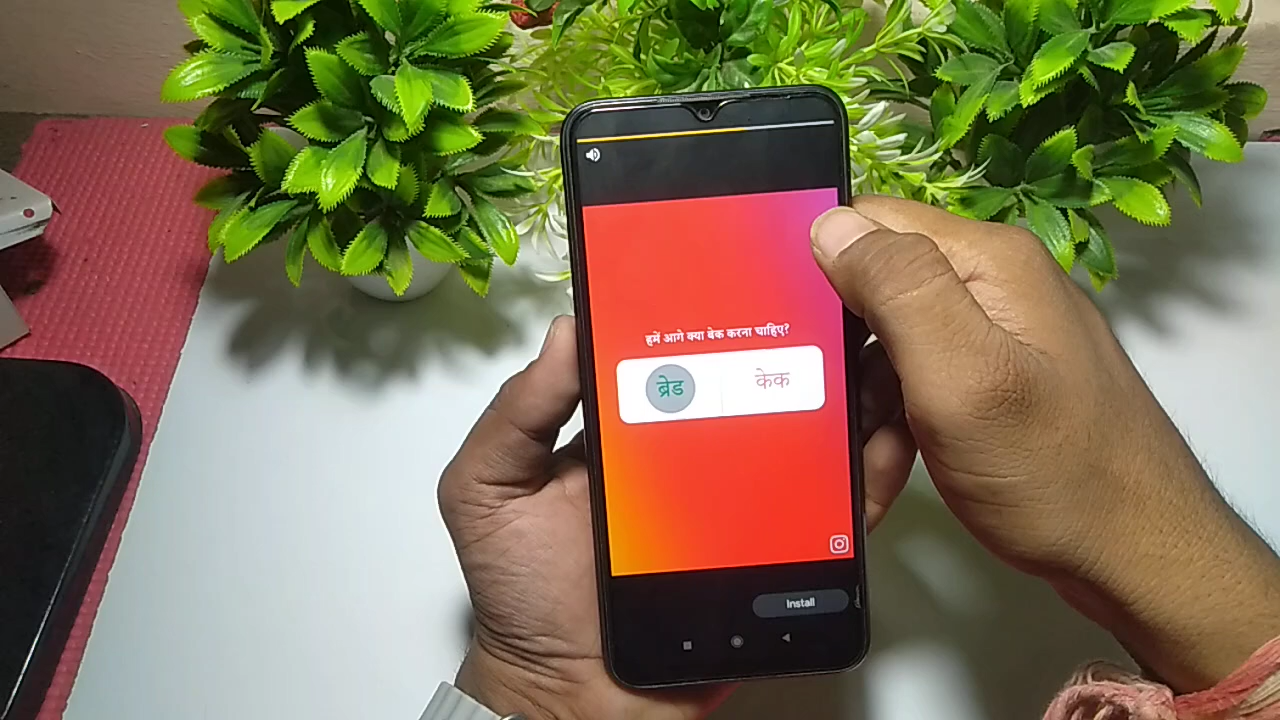 हमें आगे क्या बेक करना चाहिए?
ब्रेड
केक
Install